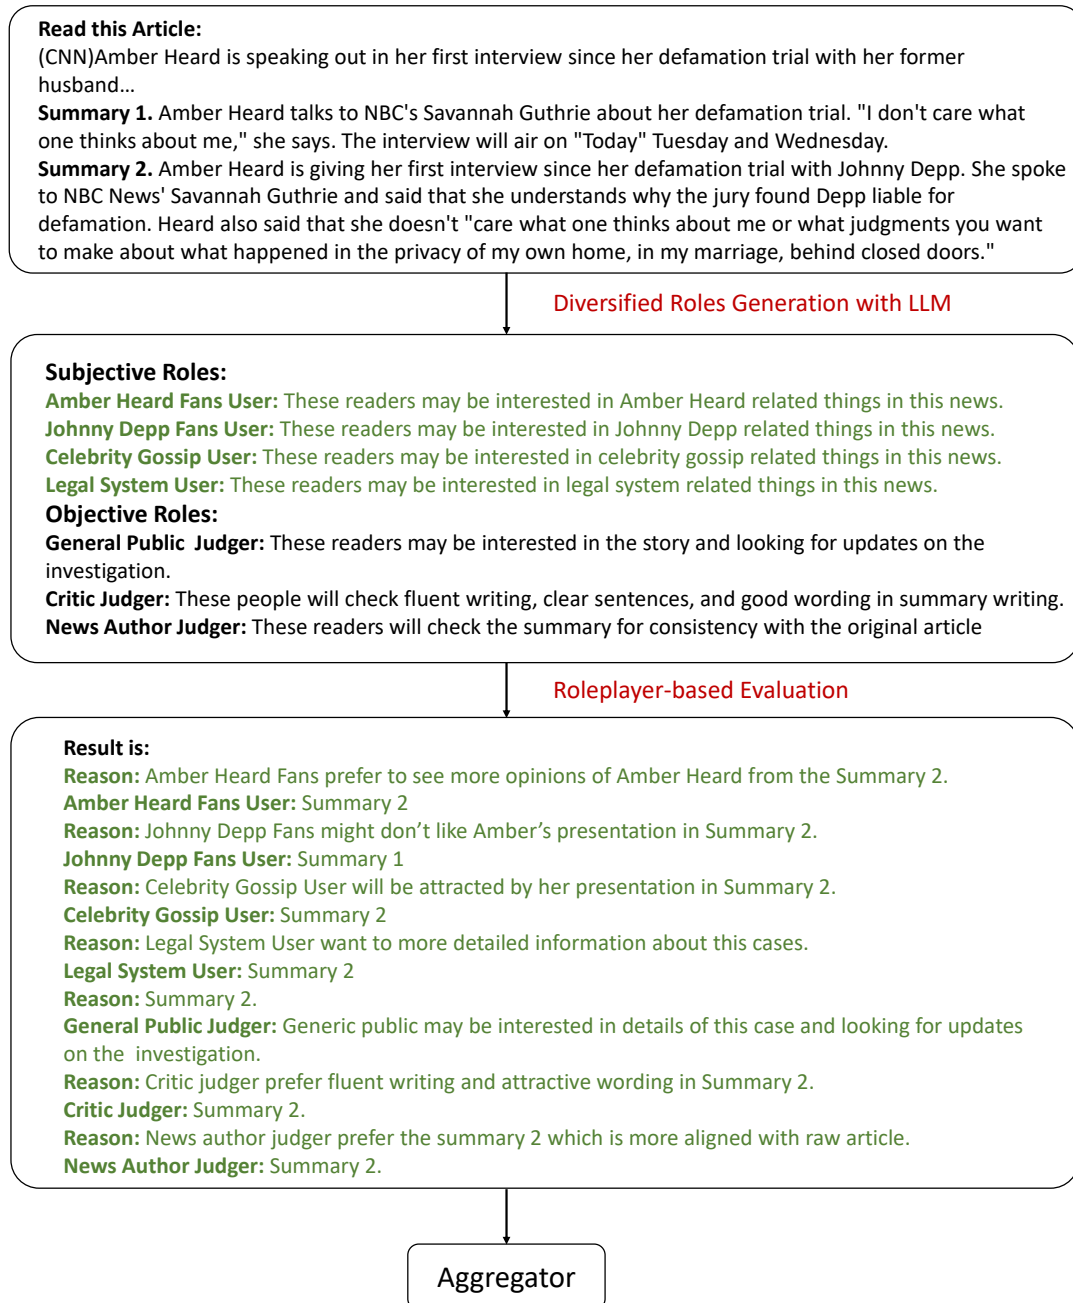 Read this Article:
(CNN)Amber Heard is speaking out in her first interview since her defamation trial with her former
husband...
Summary 1. Amber Heard talks to NBC's Savannah Guthrie about her defamation trial. "I don't care what
one thinks about me," she says. The interview will air on "Today" Tuesday and Wednesday.
Summary 2. Amber Heard is giving her first interview since her defamation trial with Johnny Depp. She spoke
to NBC News' Savannah Guthrie and said that she understands why the jury found Depp liable for
defamation. Heard also said that she doesn't "care what one thinks about me or what judgments you want
to make about what happened in the privacy of my own home, in my marriage, behind closed doors."
Diversified Roles Generation with LLM
Subjective Roles:
Amber Heard Fans User: These readers may be interested in Amber Heard related things in this news.
Johnny Depp Fans User: These readers may be interested in Johnny Depp related things in this news.
Celebrity Gossip User: These readers may be interested in celebrity gossip related things in this news.
Legal System User: These readers may be interested in legal system related things in this news.
Objective Roles:
General Public  Judger: These readers may be interested in the story and looking for updates on the
investigation.
Critic Judger: These people will check fluent writing, clear sentences, and good wording in summary writing.
News Author Judger: These readers will check the summary for consistency with the original article
Roleplayer-based Evaluation
Result is:
Reason: Amber Heard Fans prefer to see more opinions of Amber Heard from the Summary 2.
Amber Heard Fans User: Summary 2
Reason: Johnny Depp Fans might don't like Amber's presentation in Summary 2.
Johnny Depp Fans User: Summary 1
Reason: Celebrity Gossip User will be attracted by her presentation in Summary 2.
Celebrity Gossip User: Summary 2
Reason: Legal System User want to more detailed information about this cases.
Legal System User: Summary 2
Reason: Summary 2.
General Public Judger: Generic public may be interested in details of this case and looking for updates
on the  investigation.
Reason: Critic judger prefer fluent writing and attractive wording in Summary 2.
Critic Judger: Summary 2.
Reason: News author judger prefer the summary 2 which is more aligned with raw article.
News Author Judger: Summary 2.
Aggregator